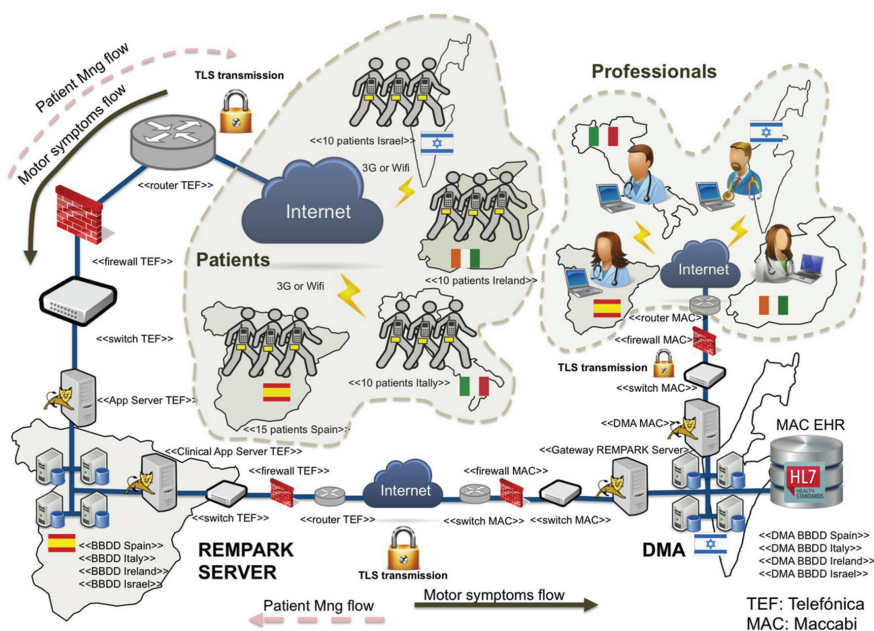 Patient Mng flow
Motor symptoms flow
TLS transmission
<<router TEF>>
<<firewall TEF>>
<<switch TEF>>
<<App Server TEF>>
Patients
Internet
<<10 patients Israel>>
3G or Wifi
<<10 patients Ireland>>
3G or Wifi
<<10 patients Itally>>
<<15 patients Spain>>
Professionals
Internet
<<router MAC>>
<<firewall MAC>>
TLS transmission
<<switch MAC>>
<<DMA MAC>>
MAC EHR
HL7
HEALTH
STANDARDS
<<Clinical App Server TEF>>
<<firewall TEF>>
<<switch TEF>>
<<router TEF>>
Internet
TLS transmission
<<firewall MAC>>
<<switch MAC>>
<<switch MAC>>
<<Gateway REMPARK Server>>
<<BBDD Spain>>
<<BBDD Italy>>
<<BBDD Ireland>>
<<BBDD Israel>>
REMPARK
SERVER
DMA
<<DMA BBDD Spain>>
<<DMA BBDD Italy>>
<<DMA BBDD Ireland>>
<<DMA BBDD Israel>>
Patient Mng flow
Motor symptoms flow
TEF: Telefónica
MAC: Maccabi